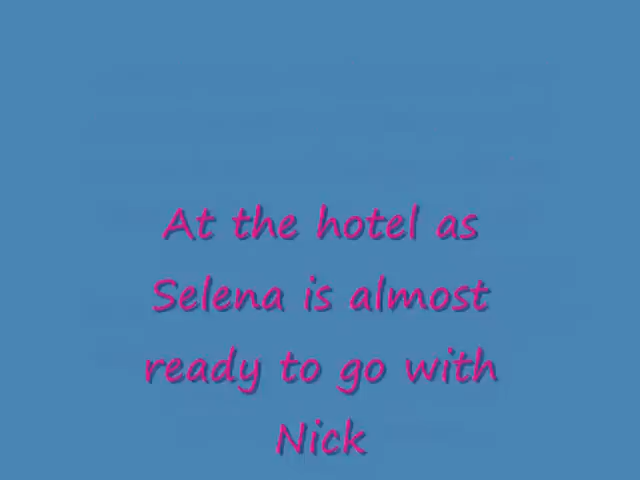 At the hotel as
Selena is almost
ready to go with
Nick